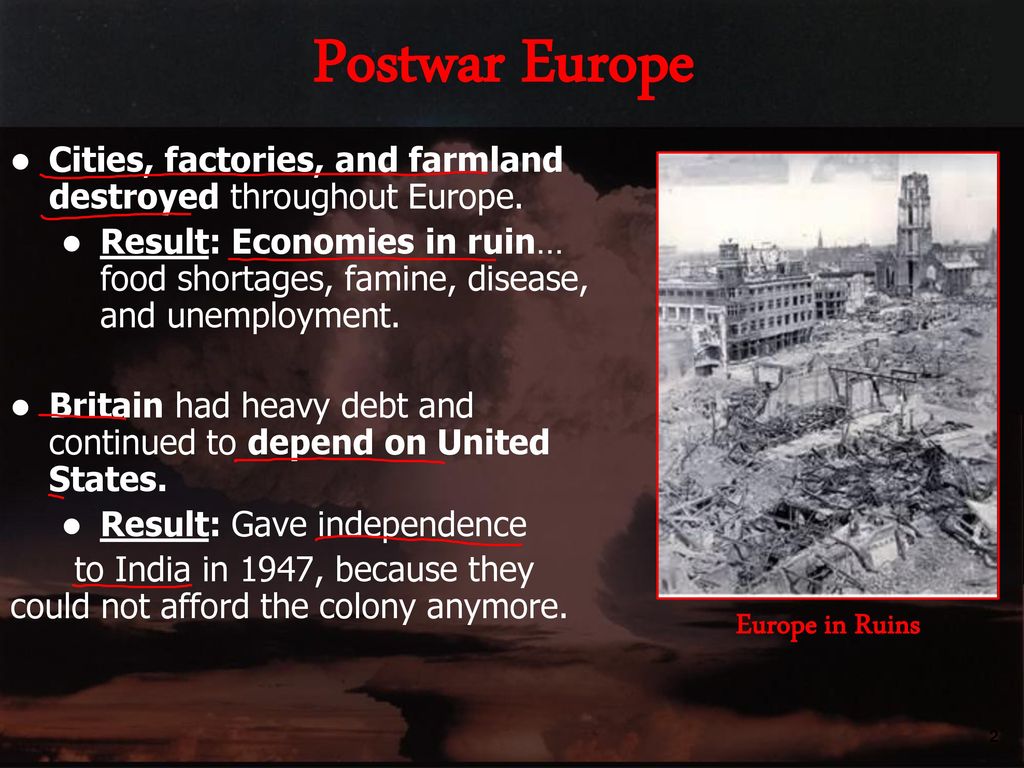 Postwar Europe
● Cities, factories, and farmland
destroyed throughout Europe.
● Result: Economies in ruin…
food shortages, famine, disease,
and unemployment.
● Britain had heavy debt and
continued to depend on United
States.
● Result: Gave independence
to India in 1947, because they
could not afford the colony anymore.
Europe in Ruins
2